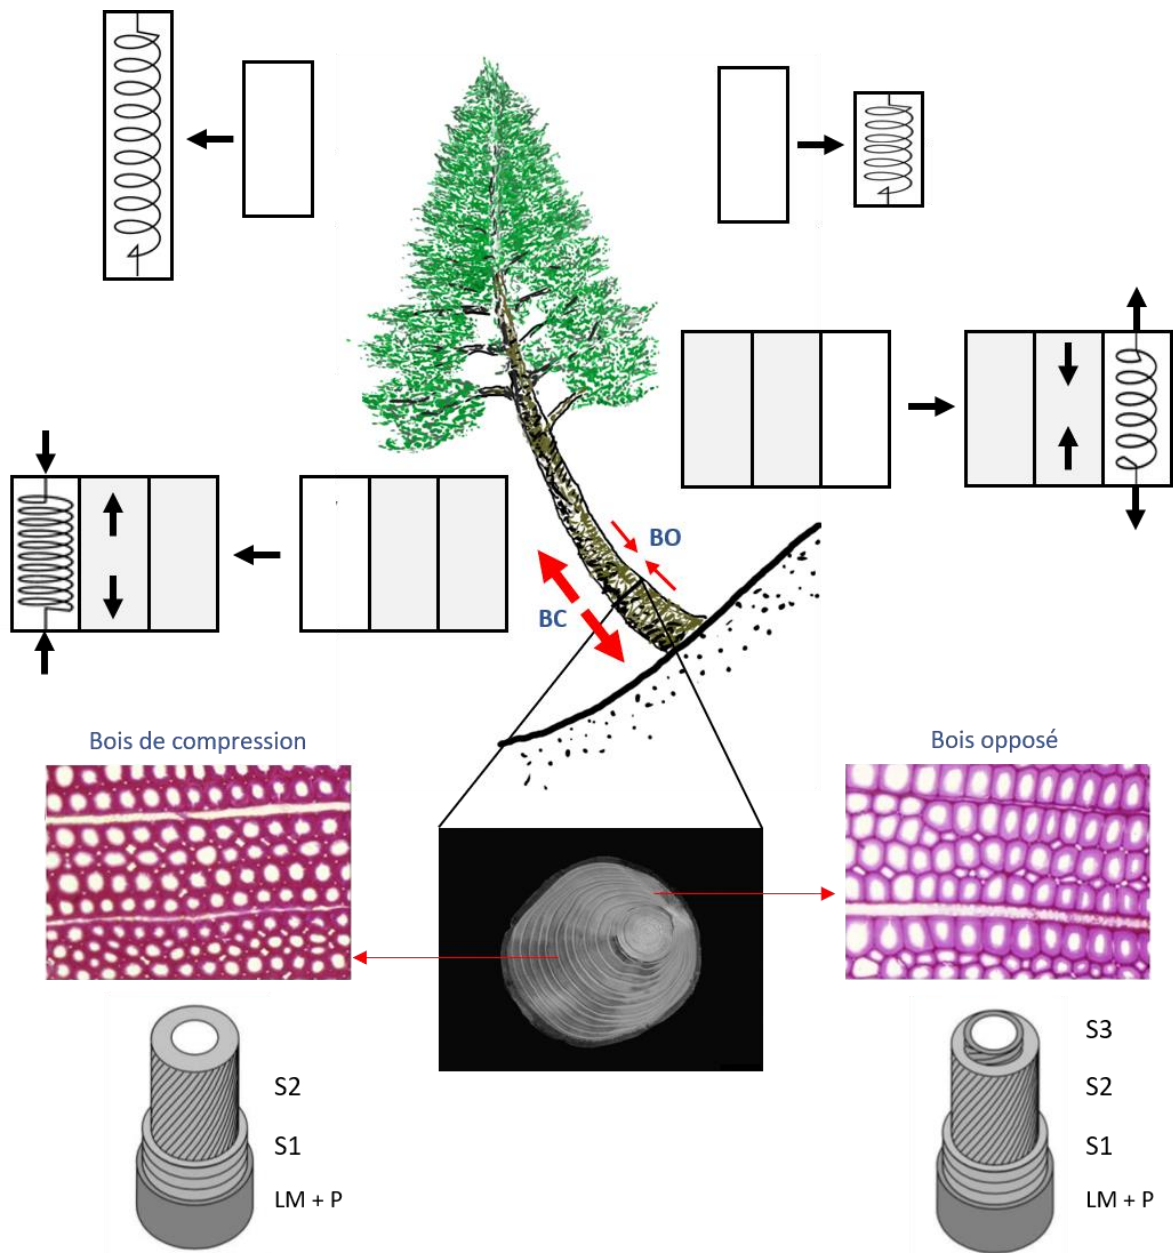 BO
BC
Bois de compression
Bois opposé
S2
S1
LM + P
S3
S2
S1
LM + P